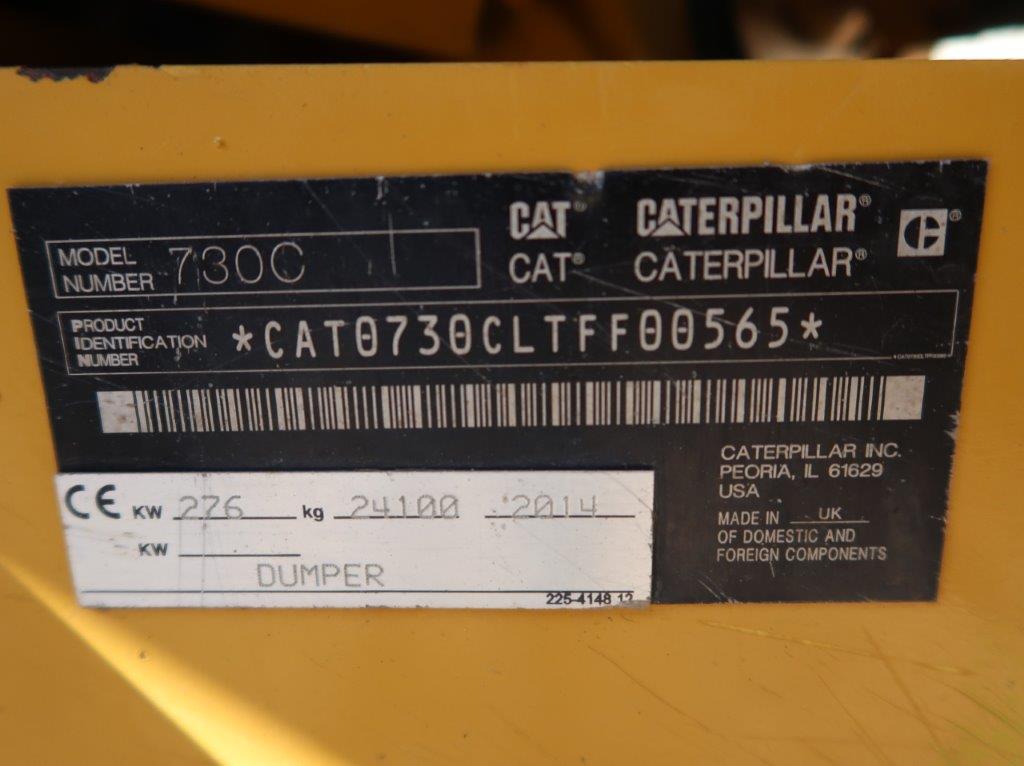 CAT® CATERPILLAR® C®
CAT® CATERPILLAR®
MODEL NUMBER 730C
PRODUCT
IDENTIFICATION
NUMBER
*CAT0730CLTFF00565*
CATERPILLAR INC.
PEORIA, IL 61629
USA
MADE IN UK
OF DOMESTIC AND
FOREIGN COMPONENTS
CE KW 276 kg 24100 2014
KW
DUMPER
225-4148 12